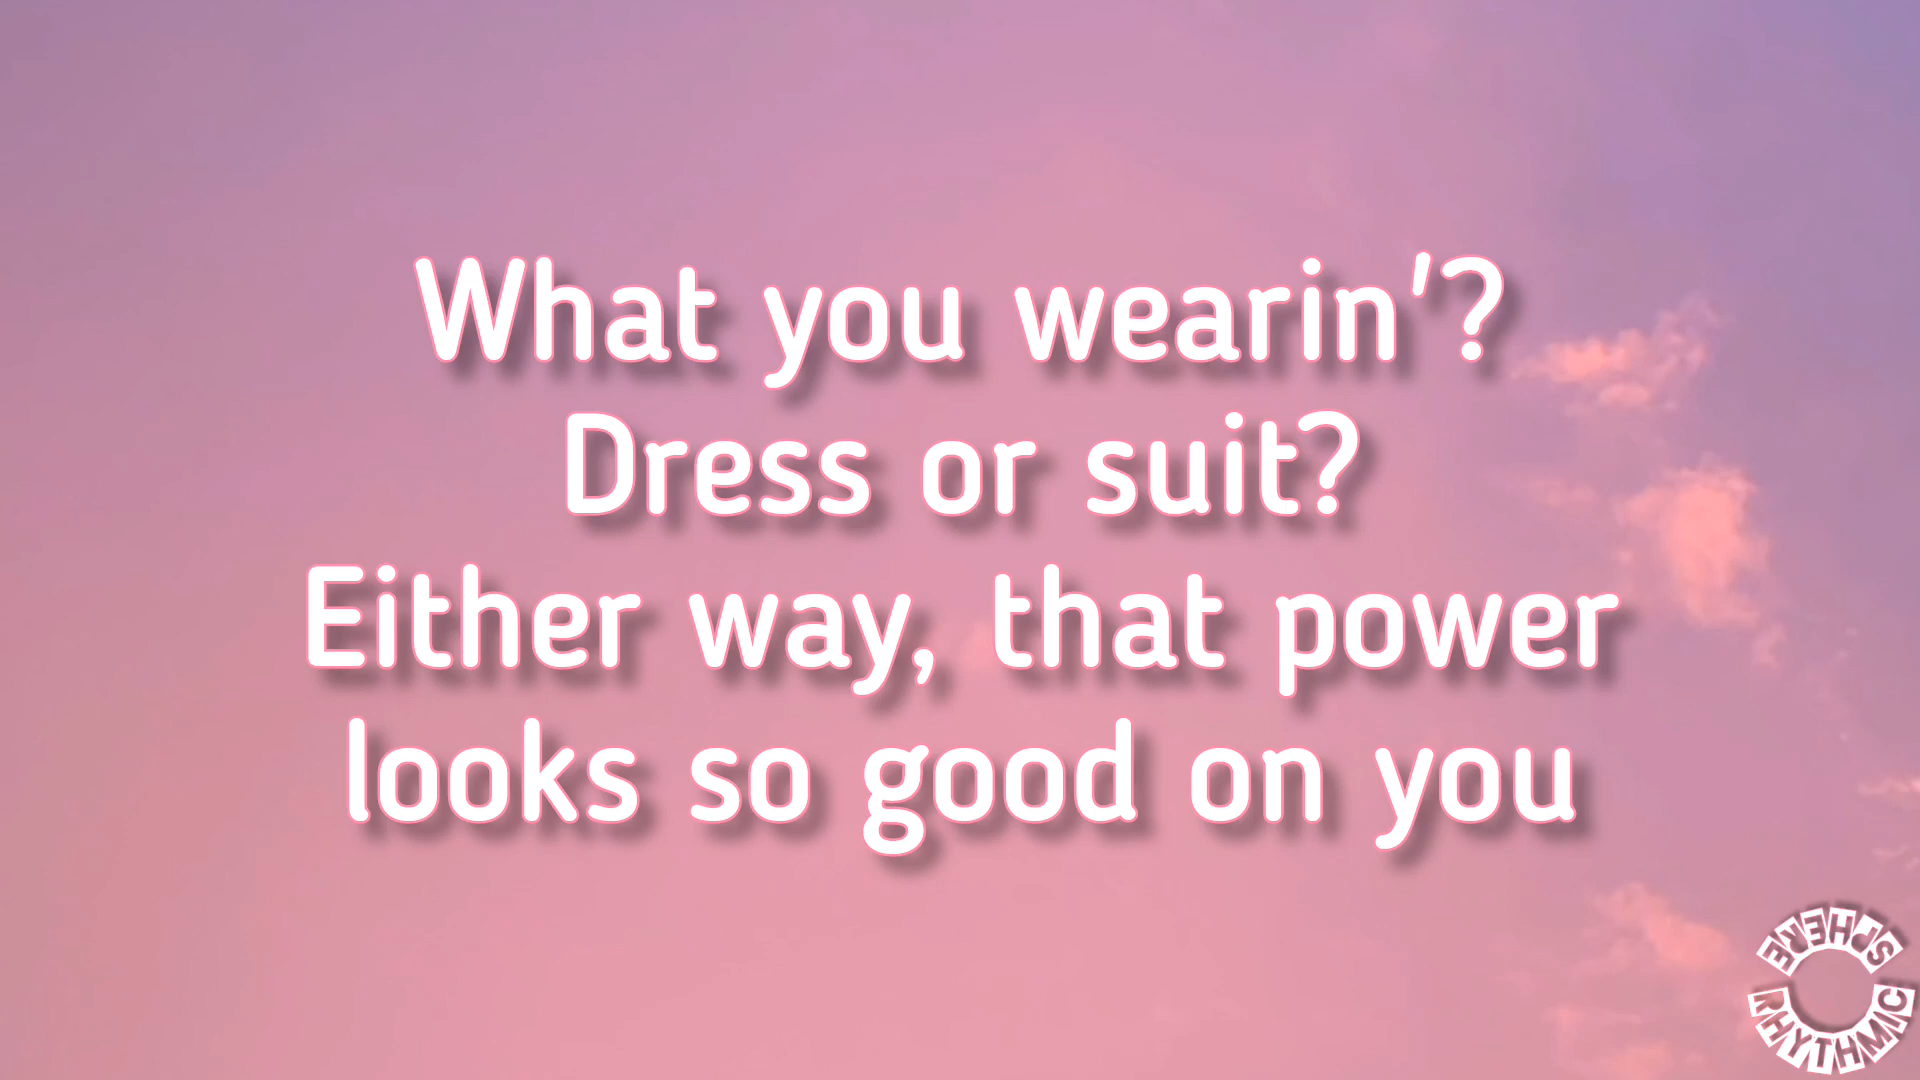 What you wearin'?
Dress or suit?
Either way, that power
looks so good on you
RHYTHMIC
SPHERE